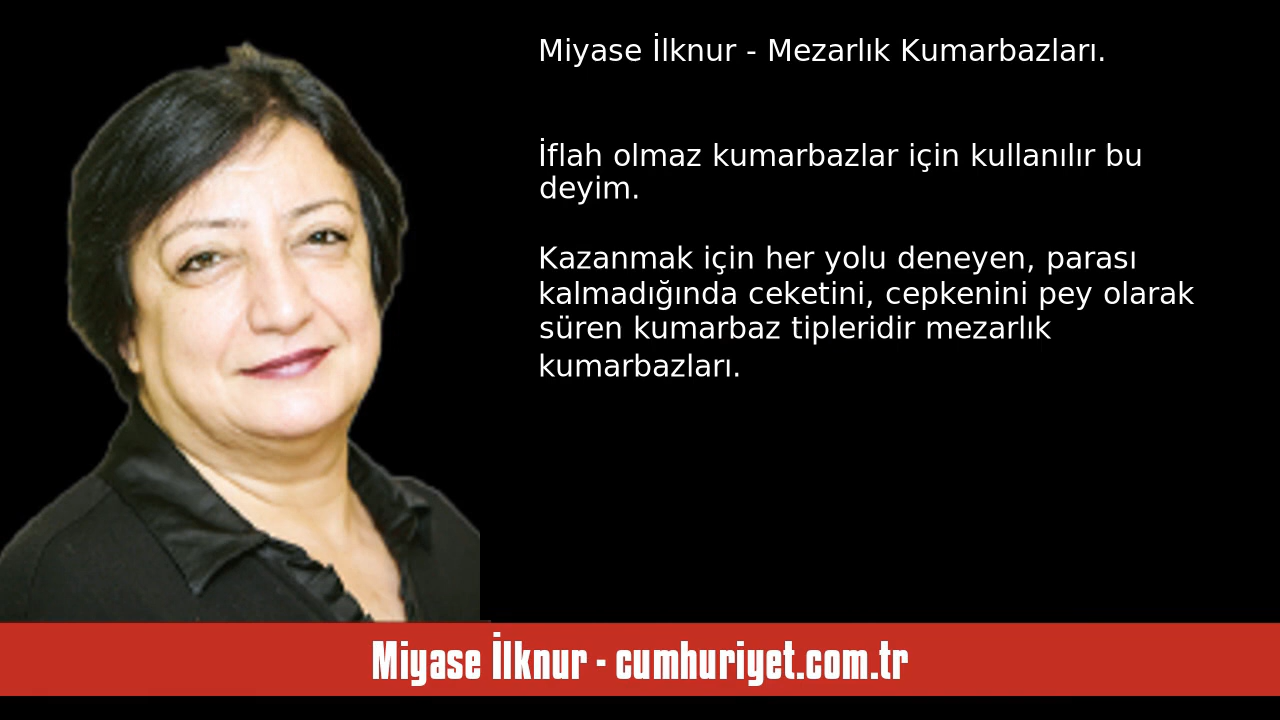 Miyase İlknur - Mezarlık Kumarbazları.
İflah olmaz kumarbazlar için kullanılır bu
deyim.
Kazanmak için her yolu deneyen, parası
kalmadığında ceketini, cepkenini pey olarak
süren kumarbaz tipleridir mezarlık
kumarbazları.
Miyase İlknur - cumhuriyet.com.tr